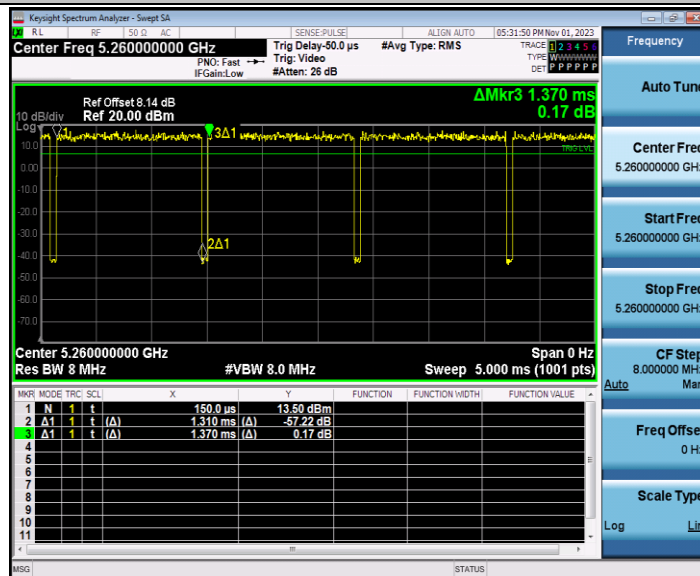 Keysight Spectrum Analyzer - Swept SA
RL RF 50 Ω AC SENSE:PULSE ALIGN AUTO 05:31:50 PM Nov 01, 2023
Center Freq 5.260000000 GHz
PNO: Fast
IFGain:Low
Trig Delay-50.0 µs
Trig: Video
#Atten: 26 dB
#Avg Type: RMS
TRACE 1 2 3 4 5 6
TYPE WWWWWW
DET P P P P P P
ΔMkr3 1.370 ms
0.17 dB
Ref Offset 8.14 dB
10 dB/div Ref 20.00 dBm
Log
1
3Δ1
10.0
TRIG LVL
0.00
-10.0
-20.0
-30.0
2Δ1
-40.0
-50.0
-60.0
-70.0
Center 5.260000000 GHz Span 0 Hz
Res BW 8 MHz #VBW 8.0 MHz Sweep 5.000 ms (1001 pts)
MKR MODE TRC SCL X Y FUNCTION FUNCTION WIDTH FUNCTION VALUE
1 N 1 t 150.0 µs 13.50 dBm
2 Δ1 1 t (Δ) 1.310 ms (Δ) -57.22 dB
3 Δ1 1 t (Δ) 1.370 ms (Δ) 0.17 dB
4
5
6
7
8
9
10
11
MSG STATUS
Frequency
Auto Tune
Center Freq
5.260000000 GHz
Start Freq
5.260000000 GHz
Stop Freq
5.260000000 GHz
CF Step
8.000000 MHz
Auto Man
Freq Offset
0 Hz
Scale Type
Log Lin